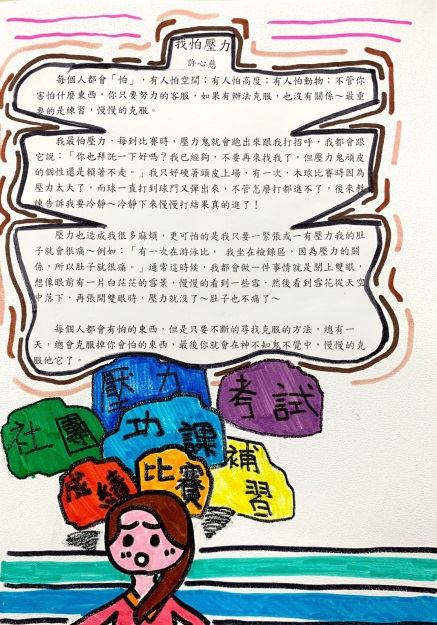 我怕壓力
許心慈
每個人都會「怕」，有人怕空間；有人怕高度；有人怕動物；不管你
害怕什麼東西，你只要努力的客服，如果有辦法克服，也沒有關係～最重
要的是練習，慢慢的克服。
我最怕壓力，每到比賽時，壓力鬼就會跑出來跟我打招呼，我都會跟
它說：「你也拜託一下好嗎？我已經夠，不要再來找我了，但壓力鬼頑皮
的個性還是賴著不走。」我只好硬著頭皮上場，有一次，木球比賽時因為
壓力太大了，而球一直打到球門又彈出來，不管怎麼打都進不了，後來教
練告訴我要冷靜～冷靜下來慢慢打結果真的進了！
壓力也造成我很多麻煩，更可怕的是我只要一緊張或一有壓力我的肚
子就會很痛～例如：「有一次在游泳比， 我坐在檢錄區，因為壓力的關
係，所以肚子就很痛。」通常這時候，我都會做一件事情就是閉上雙眼，
想像眼前有一片白茫茫的雪景，慢慢的看到一些雪，然後看到雪花從天空
中落下，再張開雙眼時，壓力就沒了～肚子也不痛了～
每個人都會有怕的東西，但是只要不斷的尋找克服的方法，總有一
天，總會克服掉你會怕的東西，最後你就會在神不知鬼不覺中，慢慢的克
服他它了。
壓力
考試
社團
功課
成績
比賽
補習